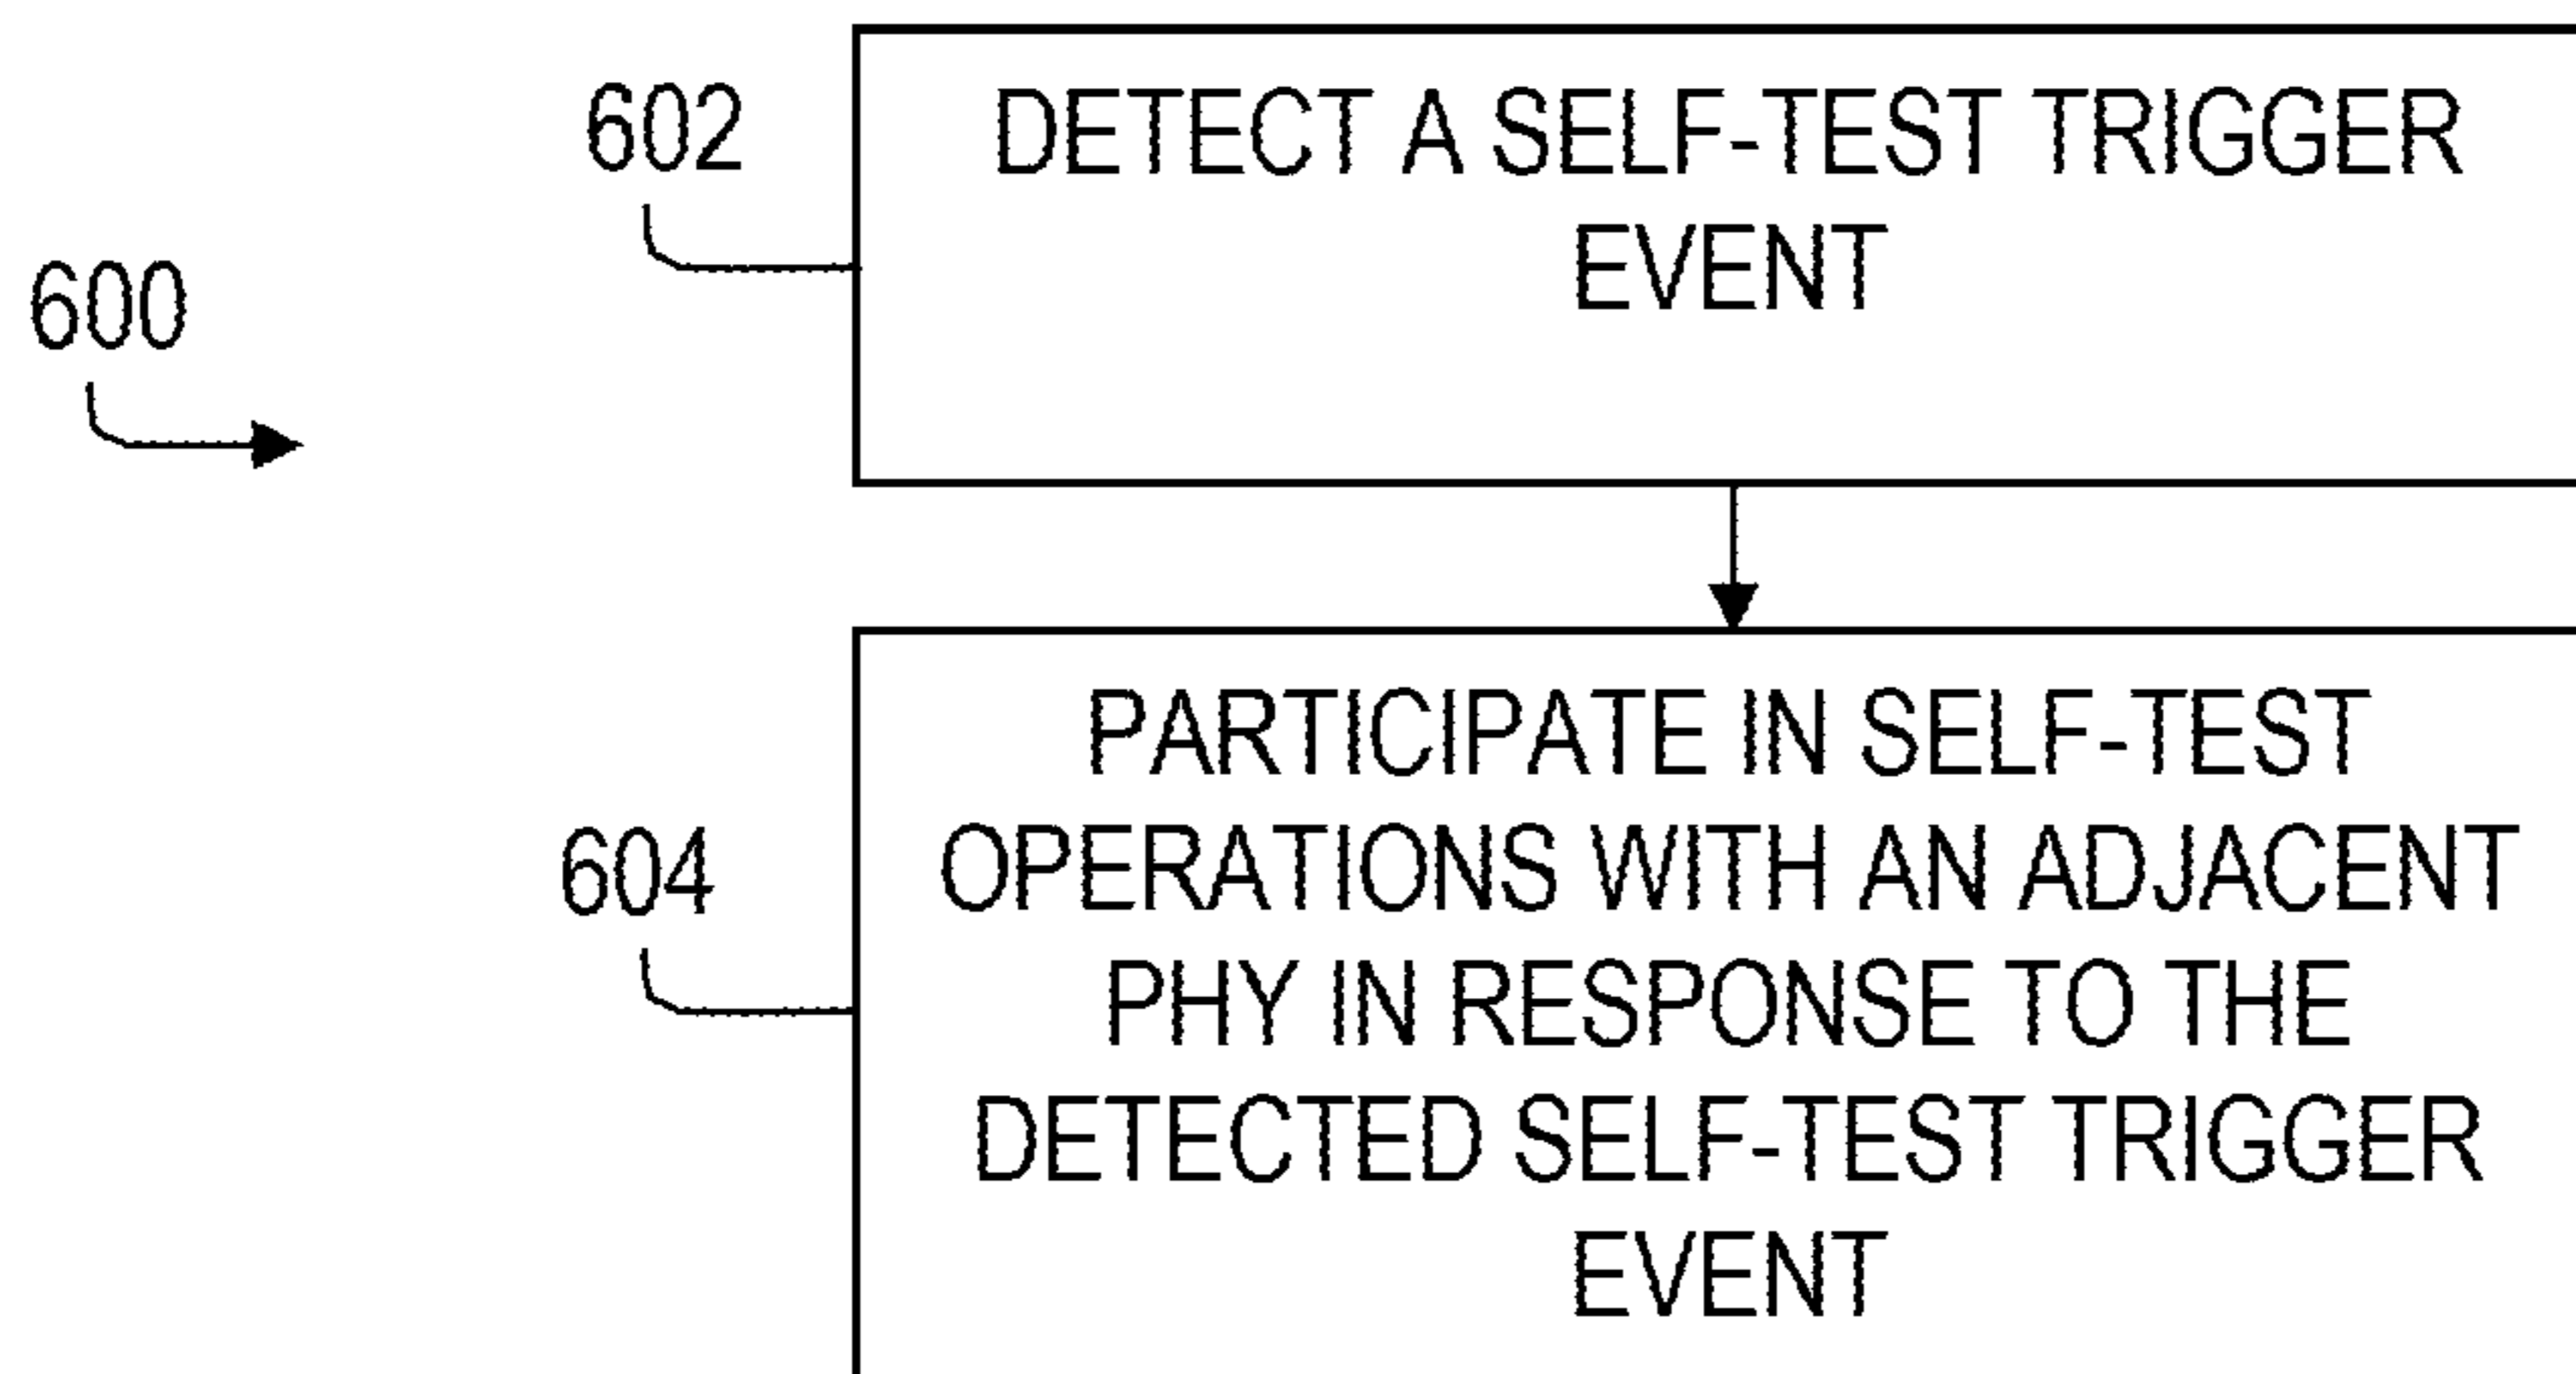 600
602
DETECT A SELF-TEST TRIGGER
EVENT
604
PARTICIPATE IN SELF-TEST
OPERATIONS WITH AN ADJACENT
PHY IN RESPONSE TO THE
DETECTED SELF-TEST TRIGGER
EVENT